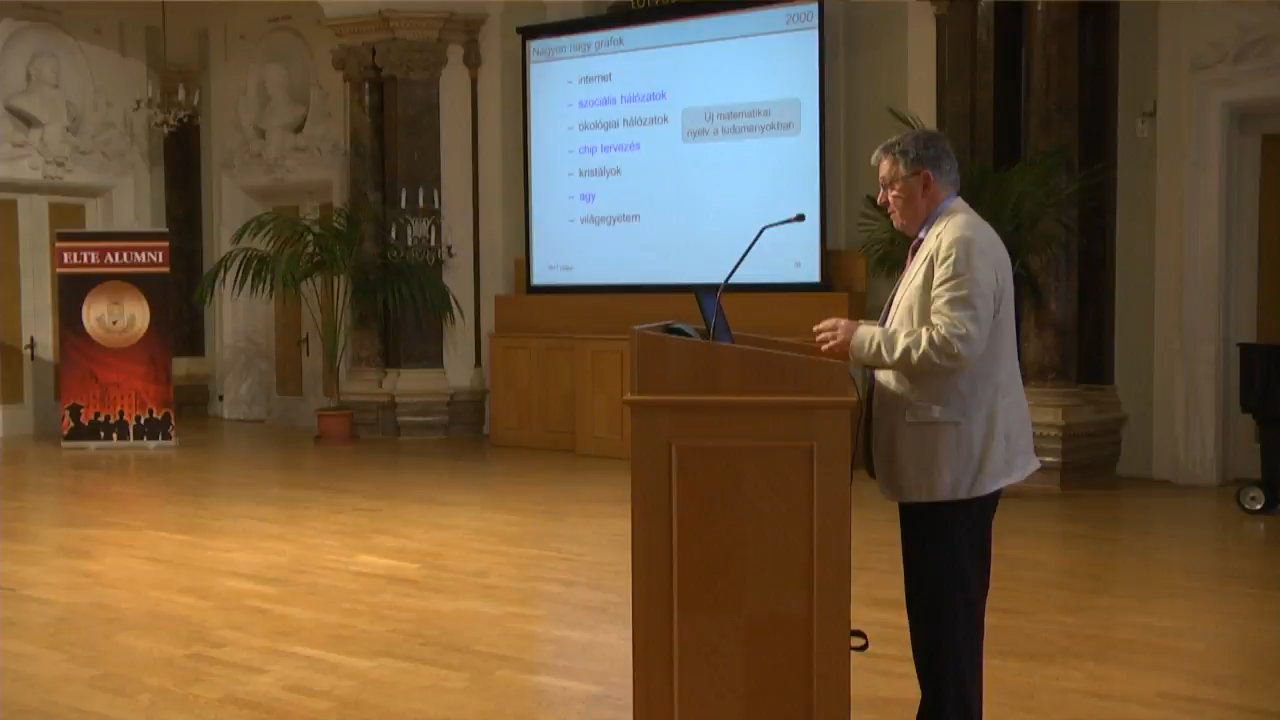 2000
Nagyon nagy gráfok
– internet
– szociális hálózatok
– ökológiai hálózatok
– chip tervezés
– kristályok
– agy
– világegyetem
Új matematikai
nyelv a tudományokban
ELTE ALUMNI